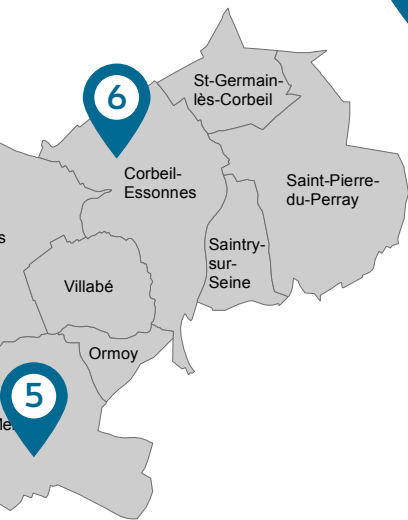 6
St-Germain-
lès-Corbeil
Corbeil-
Essonnes
Saint-Pierre-
du-Perray
s
Saintry-
sur-
Seine
Villabé
Ormoy
5